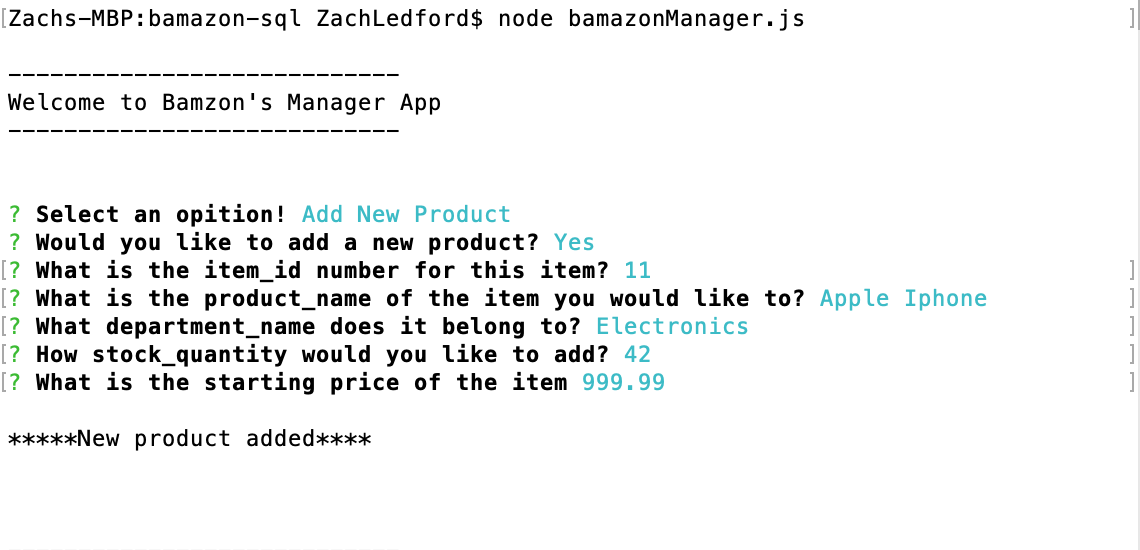 [Zachs-MBP:bamazon-sql ZachLedford$ node bamazonManager.js ]
----------------------------
Welcome to Bamzon's Manager App
----------------------------
? Select an opition! Add New Product
? Would you like to add a new product? Yes
[? What is the item_id number for this item? 11 ]
[? What is the product_name of the item you would like to? Apple Iphone ]
[? What department_name does it belong to? Electronics ]
[? How stock_quantity would you like to add? 42 ]
[? What is the starting price of the item 999.99 ]
*****New product added****